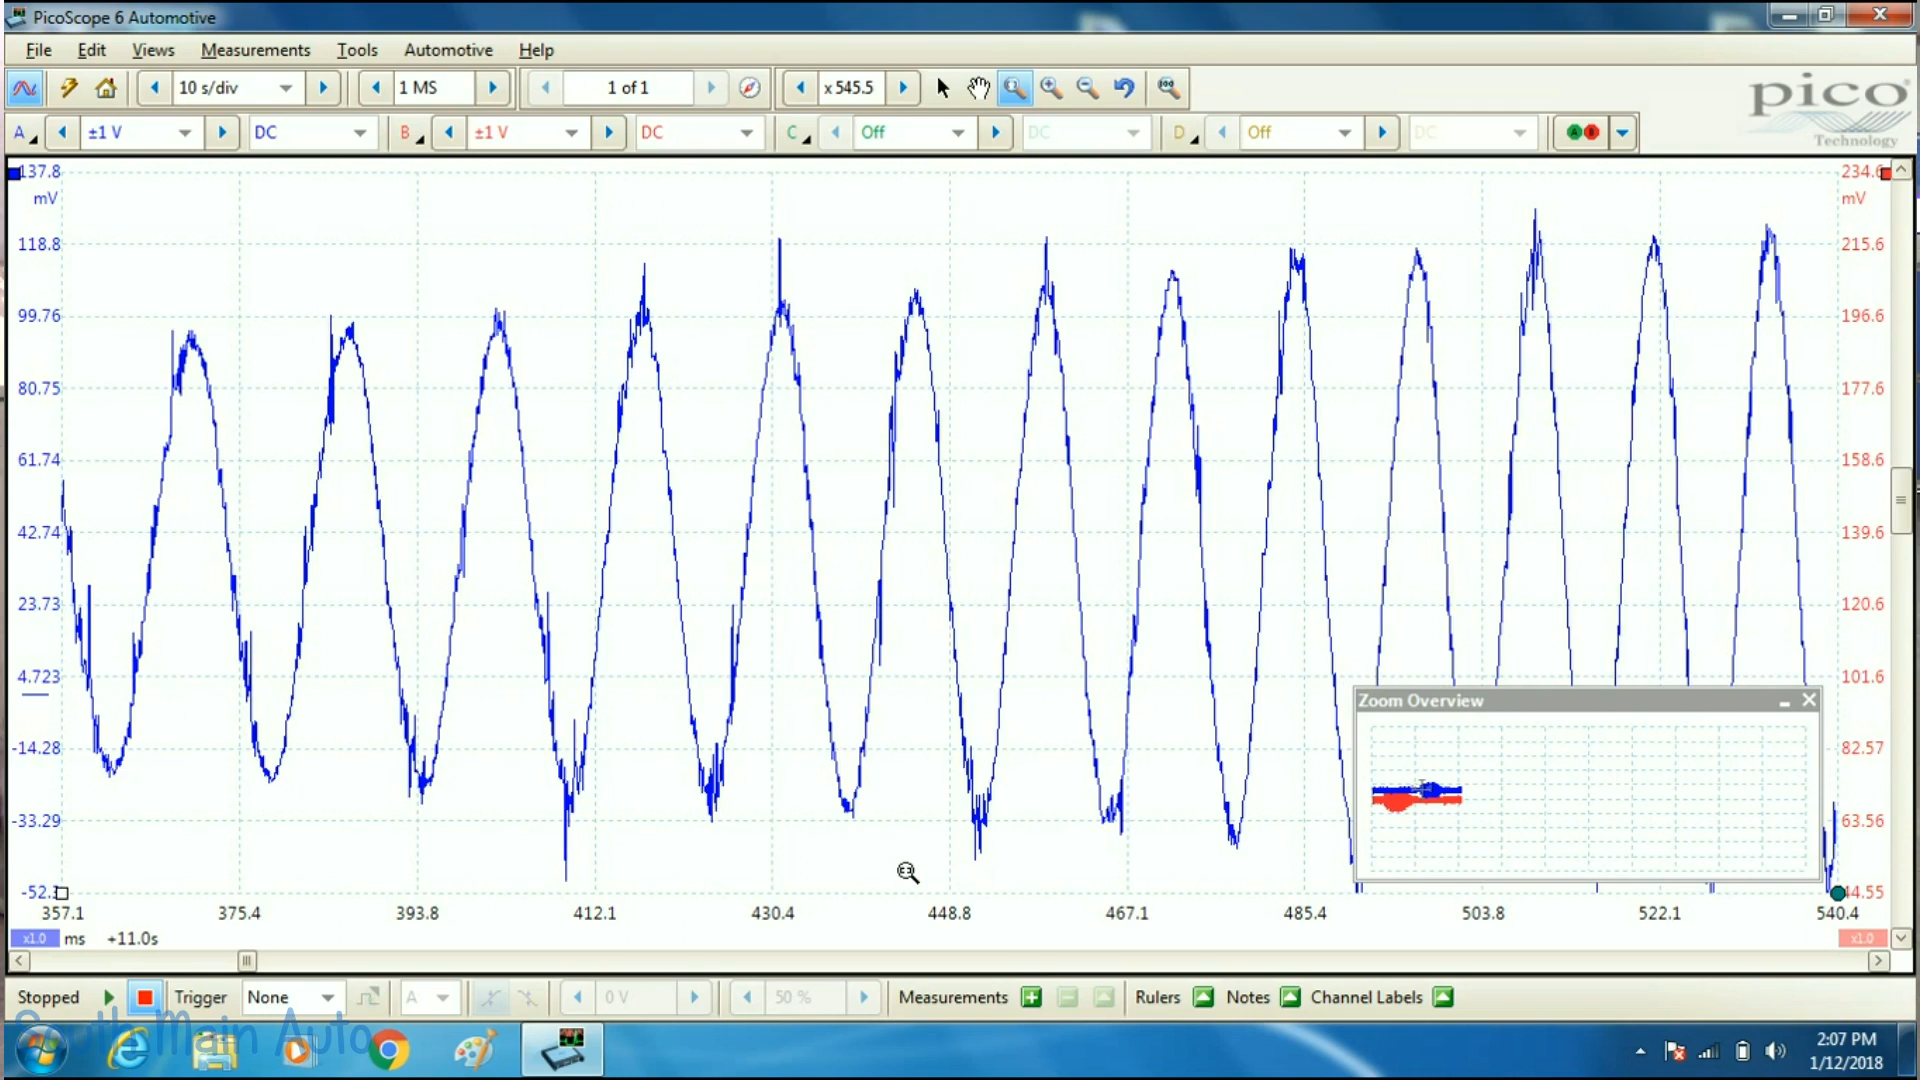 PicoScope 6 Automotive
File Edit Views Measurements Tools Automotive Help
10 s/div 1 MS 1 of 1 x 545.5
pico
Technology
A ±1 V DC B ±1 V DC C Off DC D Off DC
137.8 234.6
mV mV
118.8 215.6
99.76 196.6
80.75 177.6
61.74 158.6
42.74 139.6
23.73 120.6
4.723 101.6
Zoom Overview
-14.28 82.57
-33.29 63.56
-52.3 44.55
357.1 375.4 393.8 412.1 430.4 448.8 467.1 485.4 503.8 522.1 540.4
x1.0 ms +11.0s x1.0
Stopped Trigger None A 0 V 50 % Measurements Rulers Notes Channel Labels
South Main Auto
2:07 PM
1/12/2018